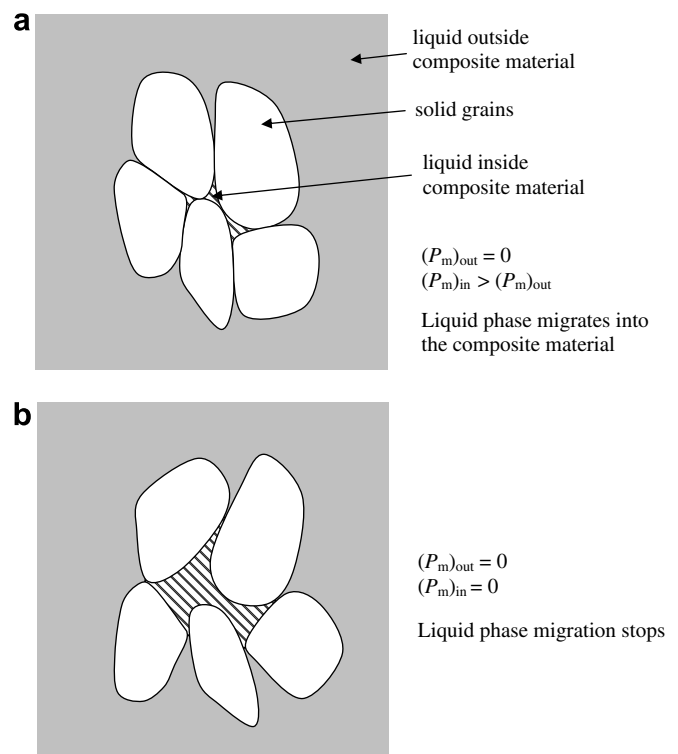 a
liquid outside
composite material
solid grains
liquid inside
composite material
(Pm)out = 0
(Pm)in > (Pm)out
Liquid phase migrates into
the composite material
b
(Pm)out = 0
(Pm)in = 0
Liquid phase migration stops